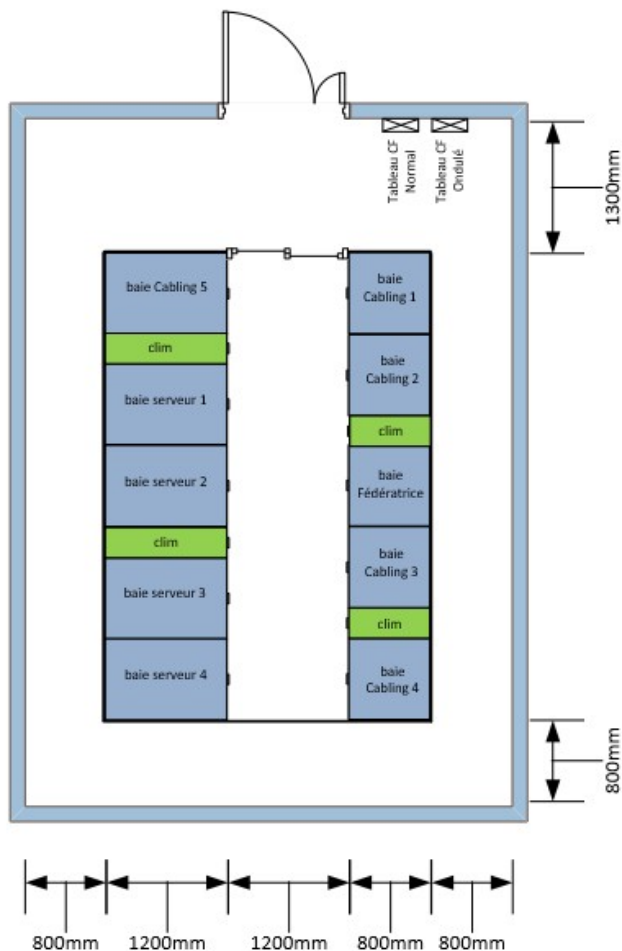 Tableau CF
Normal
Tableau CF
Ondulé
1300mm
baie Cabling 5
clim
baie serveur 1
baie serveur 2
clim
baie serveur 3
baie serveur 4
baie
Cabling 1
baie
Cabling 2
clim
baie
Fédératrice
baie
Cabling 3
clim
baie
Cabling 4
800mm
800mm
1200mm
1200mm
800mm
800mm